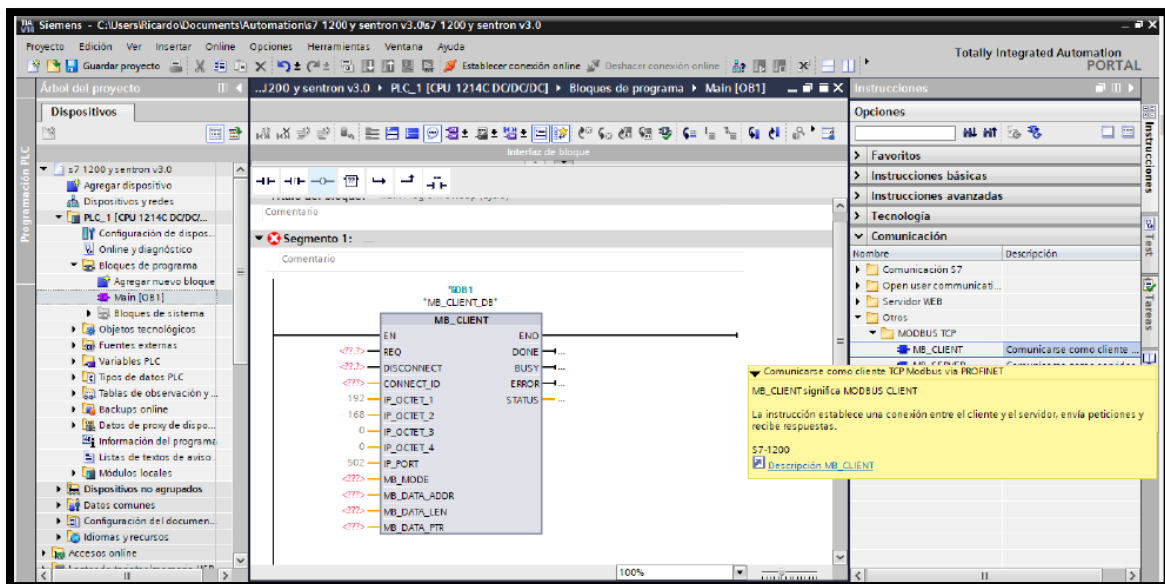 Siemens - C:\Users\Ricardo\Documents\Automation\s7 1200 y sentron v3.0\s7 1200 y sentron v3.0
Proyecto Edición Ver Insertar Online Opciones Herramientas Ventana Ayuda
Totally Integrated Automation
PORTAL
Guardar proyecto
Establecer conexión online
Deshacer conexión online
Árbol del proyecto
...1200 y sentron v3.0 ▸ PLC_1 [CPU 1214C DC/DC/DC] ▸ Bloques de programa ▸ Main [OB1]
Instrucciones
Dispositivos
Opciones
Interfaz de bloque
Programación PLC
s7 1200 y sentron v3.0
Agregar dispositivo
Dispositivos y redes
PLC_1 [CPU 1214C DC/DC/...
Configuración de dispos...
Online y diagnóstico
Bloques de programa
Agregar nuevo bloque
Main [OB1]
Bloques de sistema
Objetos tecnológicos
Fuentes externas
Variables PLC
Tipos de datos PLC
Tablas de observación y ...
Backups online
Datos de proxy de dispo...
Información del programa
Listas de textos de aviso
Módulos locales
Dispositivos no agrupados
Datos comunes
Configuración del documen...
Idiomas y recursos
Accesos online
Título del bloque:
Comentario
Segmento 1: ...
Comentario
%DB1
"MB_CLIENT_DB"
MB_CLIENT
EN ENO
<??.?> REQ DONE ...
<??.?> DISCONNECT BUSY ...
<???> CONNECT_ID ERROR ...
192 IP_OCTET_1 STATUS ...
168 IP_OCTET_2
0 IP_OCTET_3
0 IP_OCTET_4
502 IP_PORT
<???> MB_MODE
<???> MB_DATA_ADDR
<???> MB_DATA_LEN
<???> MB_DATA_PTR
100%
Favoritos
Instrucciones básicas
Instrucciones avanzadas
Tecnología
Comunicación
Nombre Descripción
Comunicación S7
Open user communicati...
Servidor WEB
Otros
MODBUS TCP
MB_CLIENT Comunicarse como cliente ...
Comunicarse como cliente TCP Modbus vía PROFINET
MB_CLIENT significa MODBUS CLIENT
La instrucción establece una conexión entre el cliente y el servidor, envía peticiones y
recibe respuestas.
S7-1200
Descripción MB_CLIENT
Instrucciones
Test
Tareas